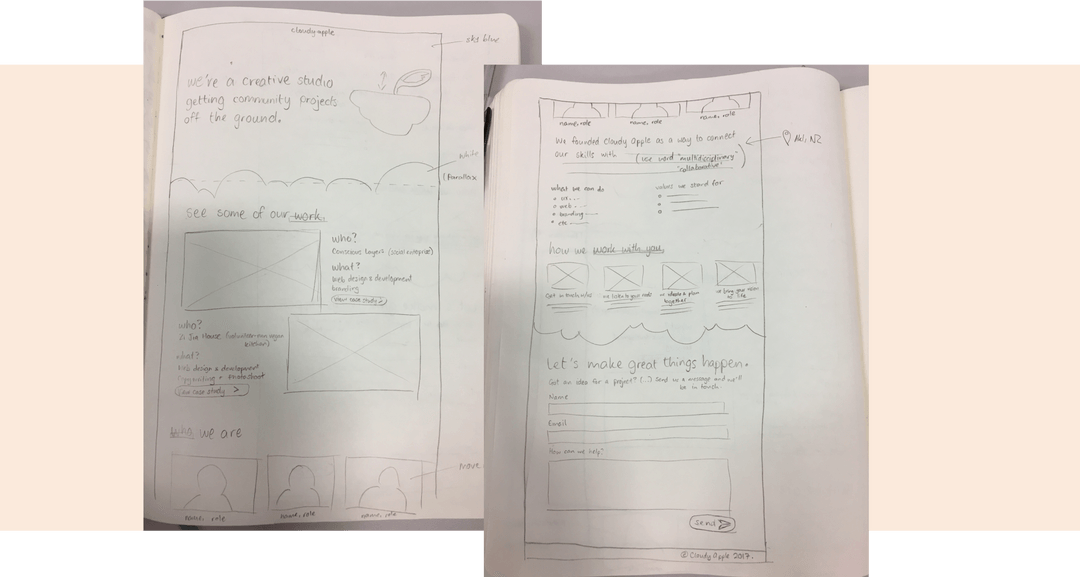 cloudy apple
sky blue
we're a creative studio
getting community projects
off the ground.
?
white
(Parallax
see some of our work.
who?
Conscious Layers (social enterprise)
what?
web design & development
branding
view case study >
who?
Zi Jin House,
kitchen)
what?
web design & development
view case study >
who we are
move
name, role
name, role
name, role
name, role
name, role
name, role
We founded cloudy apple as a way to connect
our skills with (use word "multidisciplinary"
"collaborative"
Akl, NZ
what we can do
values we stand for
web
branding
etc
how we work with you.
Get in touch w/us
we listen to your needs
we create a plan
together
we bring your vision
to life
Let's make great things happen.
Got an idea for a project? (..) Send us a message and we'll
be in touch.
Name
Email
How can we help?
send
© Cloudy Apple 2017.